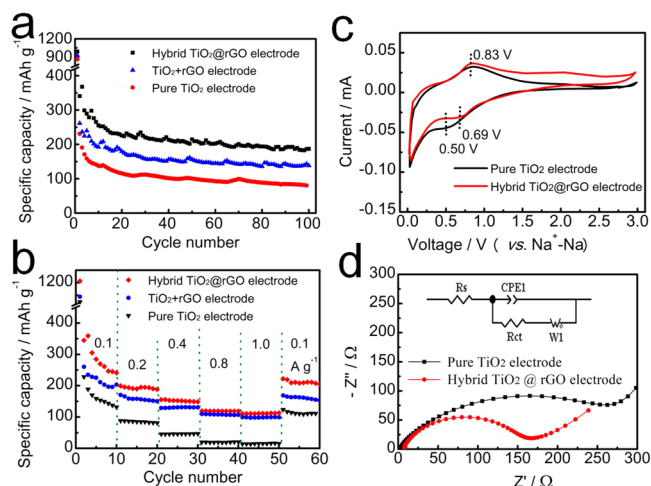 a
Specific capacity / mAh g⁻¹
1200
1050
900
400
300
200
100
0
Hybrid TiO₂@rGO electrode
TiO₂+rGO electrode
Pure TiO₂ electrode
0 20 40 60 80 100
Cycle number
b
Specific capacity / mAh g⁻¹
1200
400
300
200
100
0
Hybrid TiO₂@rGO electrode
TiO₂+rGO electrode
Pure TiO₂ electrode
0.1
0.2
0.4
0.8
1.0
0.1
A g⁻¹
0 10 20 30 40 50 60
Cycle number
c
Current / mA
0.05
0.00
-0.05
-0.10
-0.15
0.83 V
0.69 V
0.50 V
Pure TiO₂
electrode
Hybrid TiO₂@rGO electrode
0.0 0.5 1.0 1.5 2.0 2.5 3.0
Voltage / V ( vs. Na⁺-Na)
d
- Z'' / Ω
300
250
200
150
100
50
0
Rs
CPE1
Rct
W1
Pure TiO₂ electrode
Hybrid TiO₂ @ rGO electrode
0 50 100 150 200 250 300
Z' / Ω